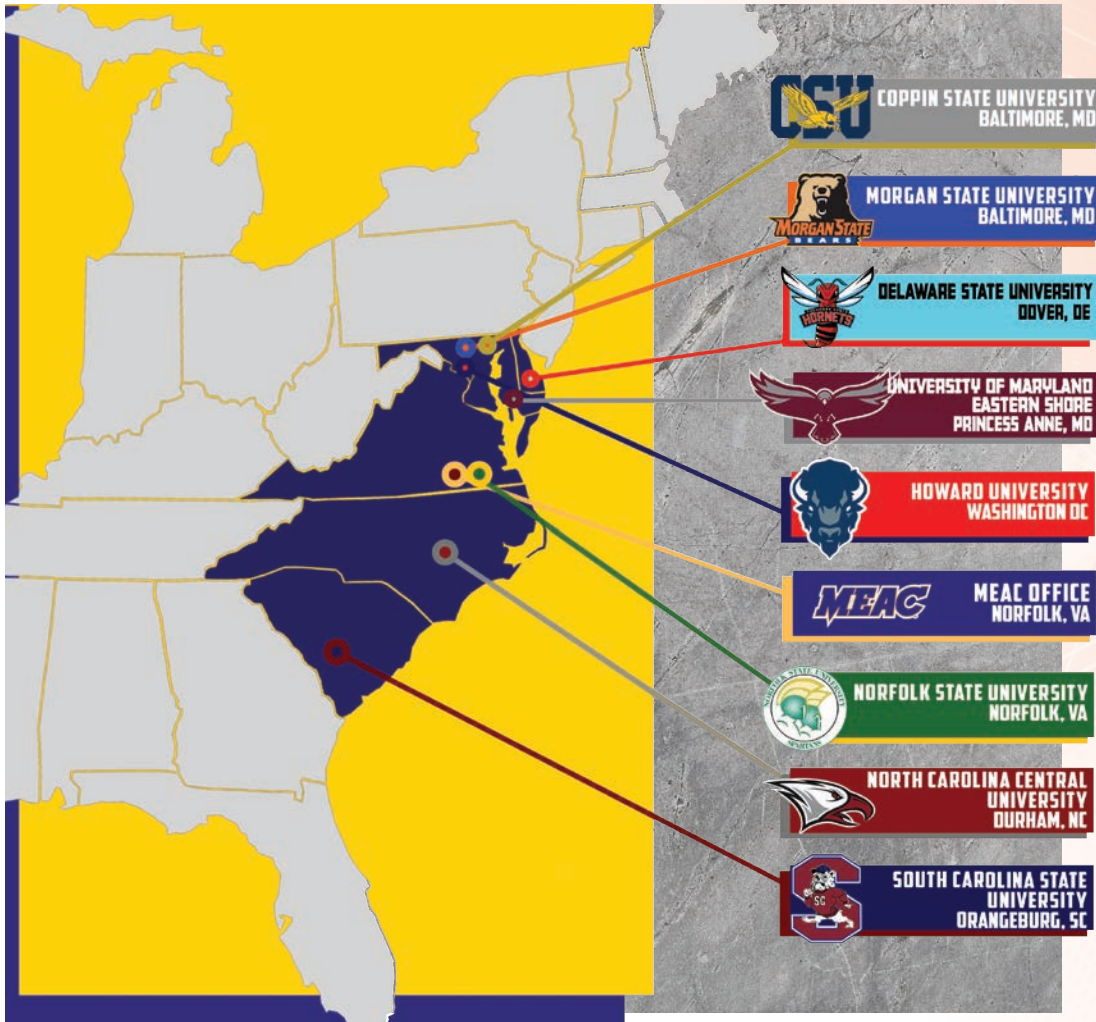 CSU
COPPIN STATE UNIVERSITY
BALTIMORE, MD
MORGAN STATE
BEARS
MORGAN STATE UNIVERSITY
BALTIMORE, MD
HORNETS
DELAWARE STATE UNIVERSITY
DOVER, DE
UNIVERSITY OF MARYLAND
EASTERN SHORE
PRINCESS ANNE, MD
HOWARD UNIVERSITY
WASHINGTON DC
MEAC
MEAC OFFICE
NORFOLK, VA
NORFOLK STATE UNIVERSITY
SPARTANS
NORFOLK STATE UNIVERSITY
NORFOLK, VA
NORTH CAROLINA CENTRAL
UNIVERSITY
DURHAM, NC
SC
SOUTH CAROLINA STATE
UNIVERSITY
ORANGEBURG, SC